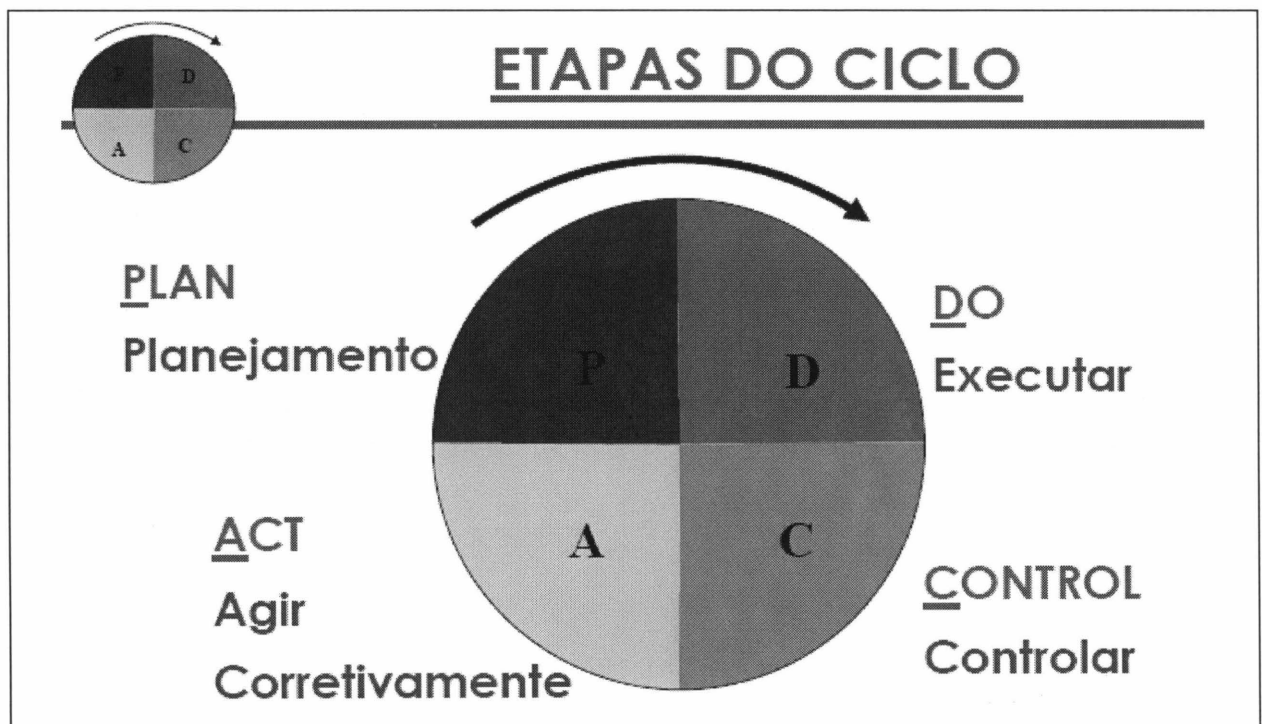 P D
A C
ETAPAS DO CICLO
PLAN
Planejamento
DO
Executar
P D
A C
ACT
Agir
Corretivamente
CONTROL
Controlar